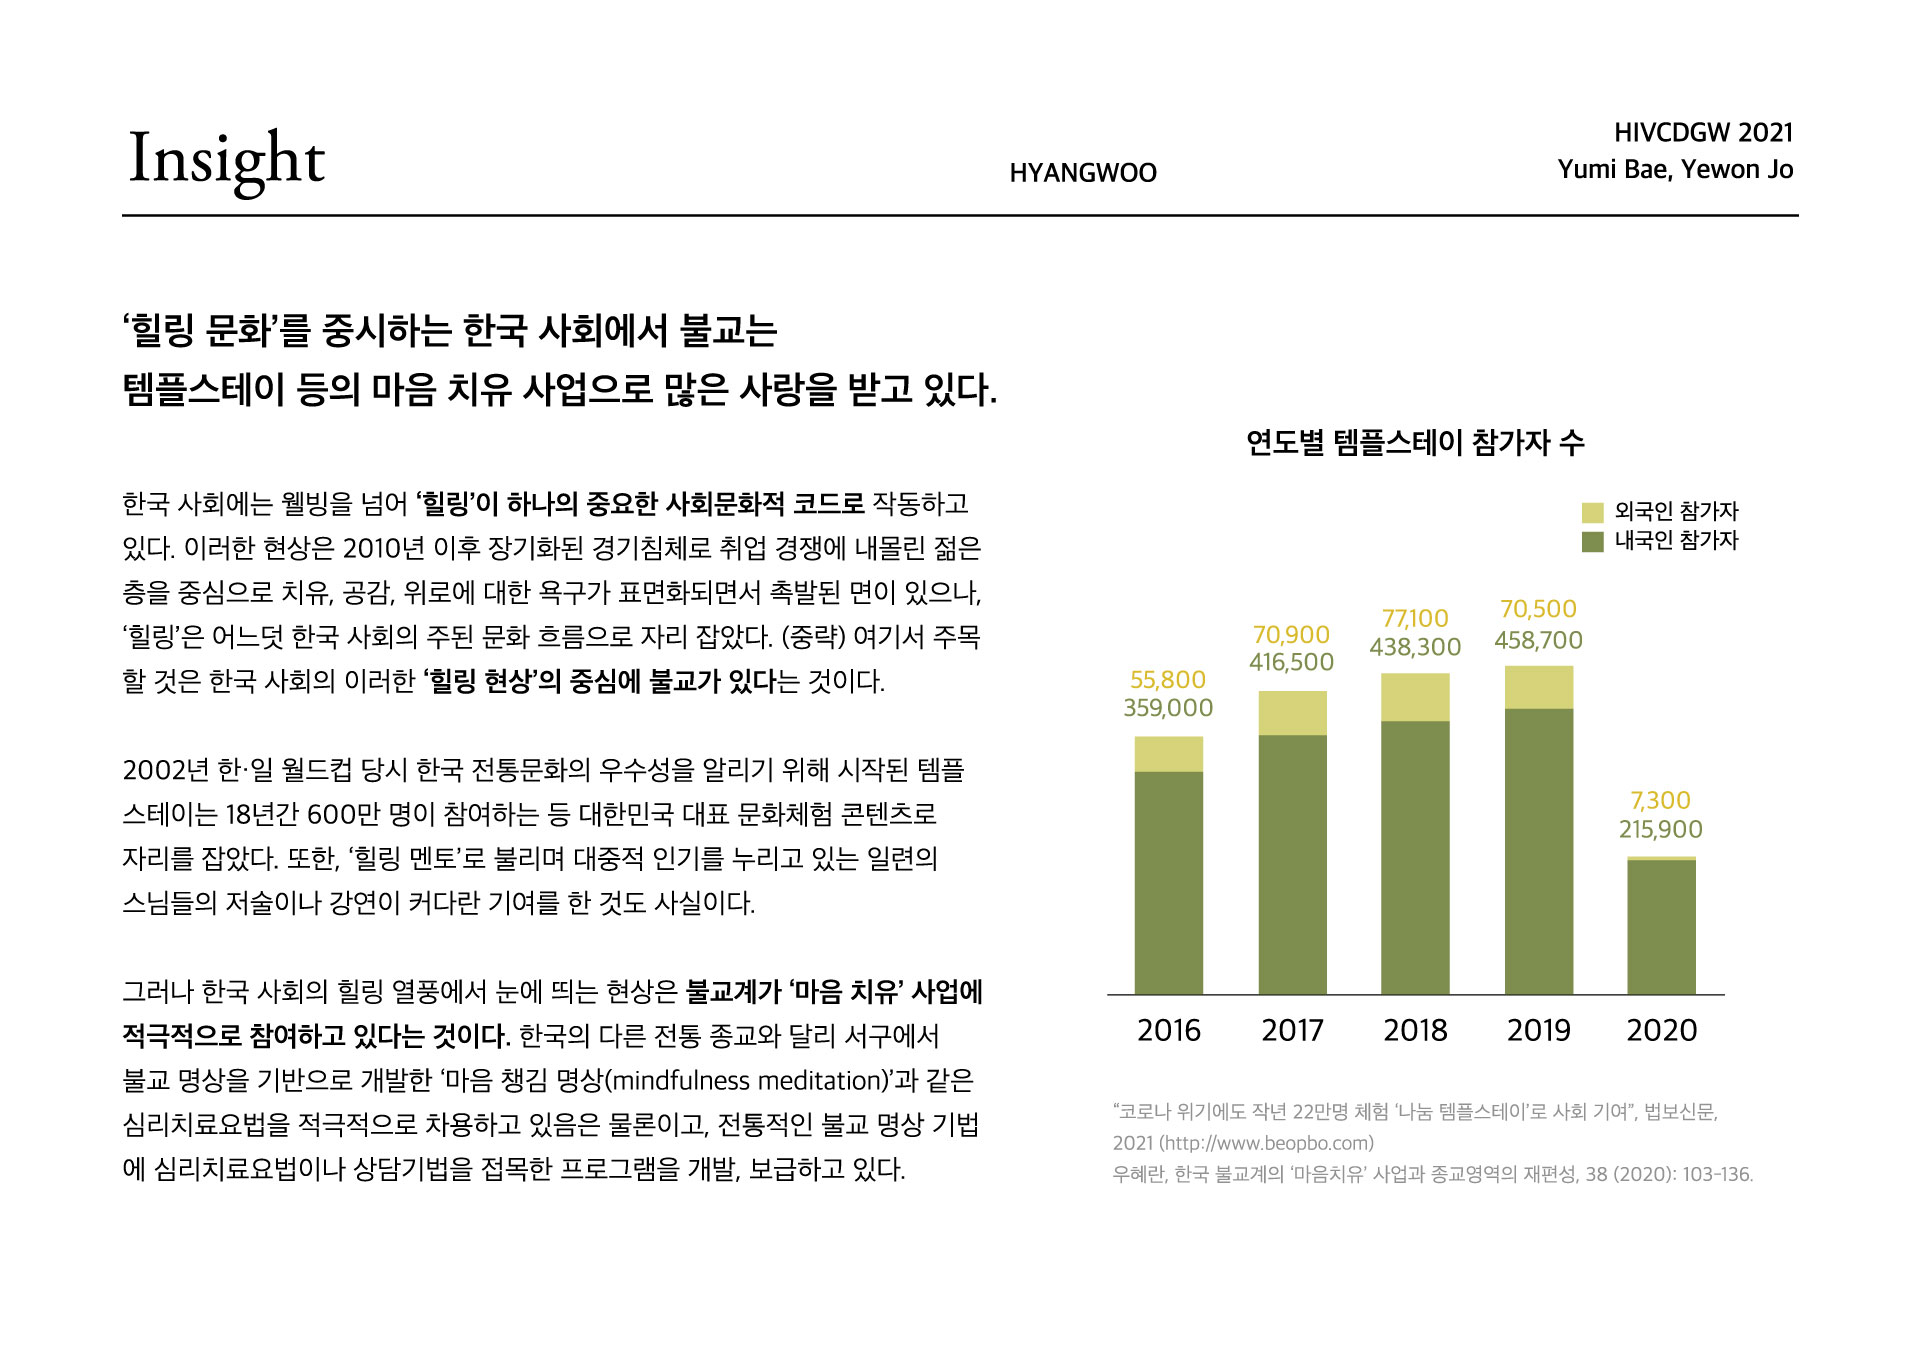 Insight
HYANGWOO
HIVCDGW 2021
Yumi Bae, Yewon Jo
‘힐링 문화’를 중시하는 한국 사회에서 불교는
템플스테이 등의 마음 치유 사업으로 많은 사랑을 받고 있다.
한국 사회에는 웰빙을 넘어 ‘힐링’이 하나의 중요한 사회문화적 코드로 작동하고
있다. 이러한 현상은 2010년 이후 장기화된 경기침체로 취업 경쟁에 내몰린 젊은
층을 중심으로 치유, 공감, 위로에 대한 욕구가 표면화되면서 촉발된 면이 있으나,
‘힐링’은 어느덧 한국 사회의 주된 문화 흐름으로 자리 잡았다. (중략) 여기서 주목
할 것은 한국 사회의 이러한 ‘힐링 현상’의 중심에 불교가 있다는 것이다.
2002년 한·일 월드컵 당시 한국 전통문화의 우수성을 알리기 위해 시작된 템플
스테이는 18년간 600만 명이 참여하는 등 대한민국 대표 문화체험 콘텐츠로
자리를 잡았다. 또한, ‘힐링 멘토’로 불리며 대중적 인기를 누리고 있는 일련의
스님들의 저술이나 강연이 커다란 기여를 한 것도 사실이다.
그러나 한국 사회의 힐링 열풍에서 눈에 띄는 현상은 불교계가 ‘마음 치유’ 사업에
적극적으로 참여하고 있다는 것이다. 한국의 다른 전통 종교와 달리 서구에서
불교 명상을 기반으로 개발한 ‘마음 챙김 명상(mindfulness meditation)’과 같은
심리치료요법을 적극적으로 차용하고 있음은 물론이고, 전통적인 불교 명상 기법
에 심리치료요법이나 상담기법을 접목한 프로그램을 개발, 보급하고 있다.
연도별 템플스테이 참가자 수
외국인 참가자
내국인 참가자
55,800
359,000
70,900
416,500
77,100
438,300
70,500
458,700
7,300
215,900
2016 2017 2018 2019 2020
“코로나 위기에도 작년 22만명 체험 ‘나눔 템플스테이’로 사회 기여”, 법보신문,
2021 (http://www.beopbo.com)
우혜란, 한국 불교계의 ‘마음치유’ 사업과 종교영역의 재편성, 38 (2020): 103-136.